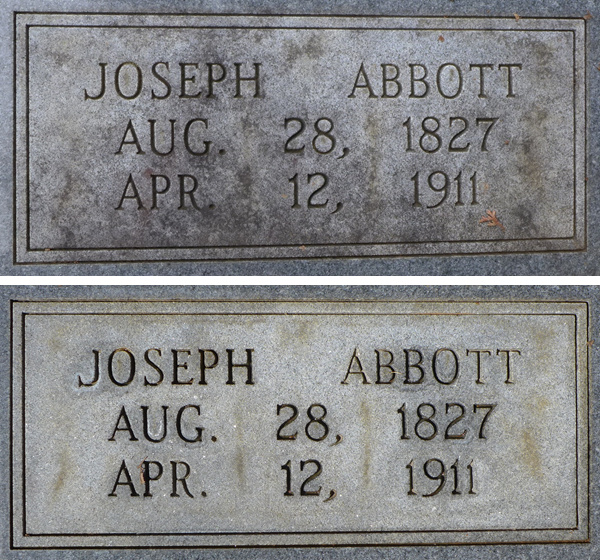 JOSEPH ABBOTT
AUG. 28, 1827
APR. 12, 1911
JOSEPH ABBOTT
AUG. 28, 1827
APR. 12, 1911